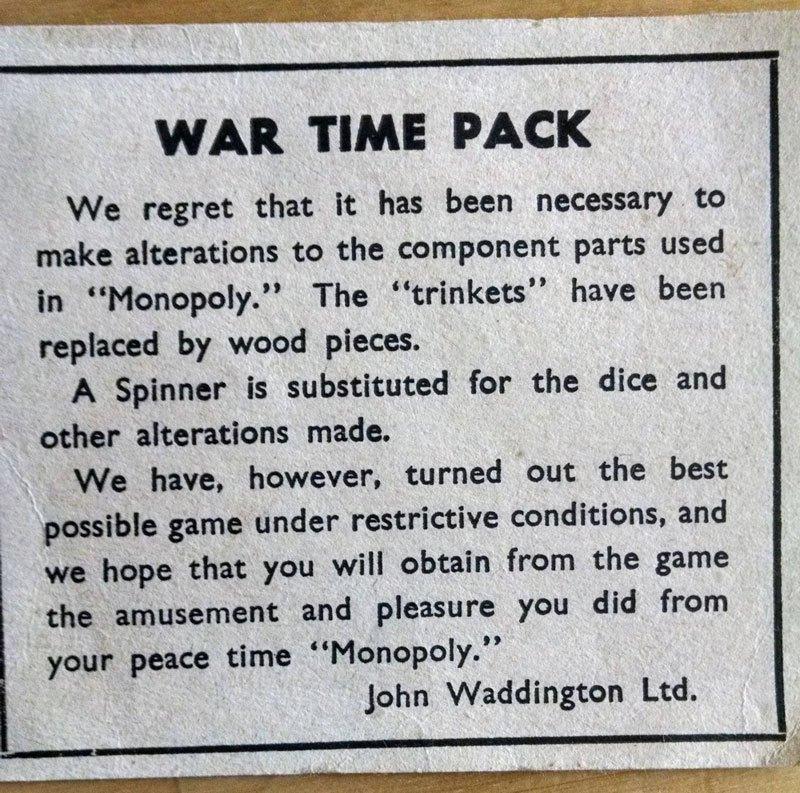 WAR TIME PACK
We regret that it has been necessary to
make alterations to the component parts used
in “Monopoly.” The “trinkets” have been
replaced by wood pieces.
A Spinner is substituted for the dice and
other alterations made.
We have, however, turned out the best
possible game under restrictive conditions, and
we hope that you will obtain from the game
the amusement and pleasure you did from
your peace time “Monopoly.”
John Waddington Ltd.